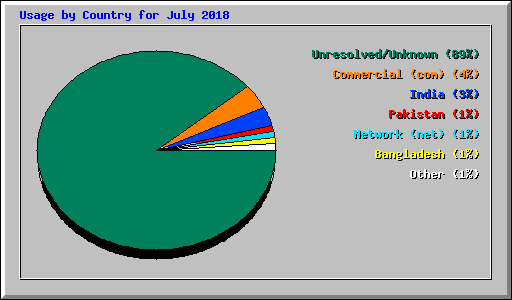 Usage by Country for July 2018
Unresolved/Unknown (89%)
Commercial (com) (4%)
India (3%)
Pakistan (1%)
Network (net) (1%)
Bangladesh (1%)
Other (1%)